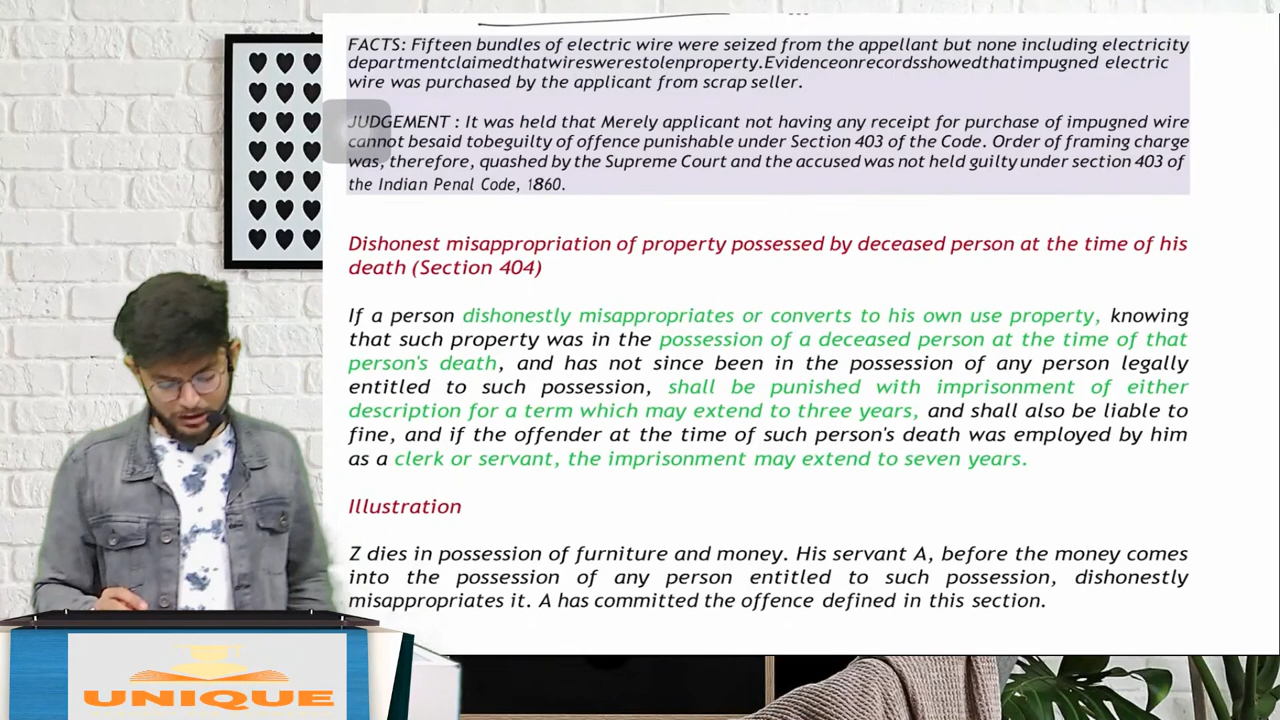 FACTS: Fifteen bundles of electric wire were seized from the appellant but none including electricity
departmentclaimedthatwireswerestolenproperty.Evidenceonrecordsshowedthatimpugned electric
wire was purchased by the applicant from scrap seller.
JUDGEMENT : It was held that Merely applicant not having any receipt for purchase of impugned wire
cannot besaid tobeguilty of offence punishable under Section 403 of the Code. Order of framing charge
was, therefore, quashed by the Supreme Court and the accused was not held guilty under section 403 of
the Indian Penal Code, 1860.
Dishonest misappropriation of property possessed by deceased person at the time of his
death (Section 404)
If a person dishonestly misappropriates or converts to his own use property, knowing
that such property was in the possession of a deceased person at the time of that
person's death, and has not since been in the possession of any person legally
entitled to such possession, shall be punished with imprisonment of either
description for a term which may extend to three years, and shall also be liable to
fine, and if the offender at the time of such person's death was employed by him
as a clerk or servant, the imprisonment may extend to seven years.
Illustration
Z dies in possession of furniture and money. His servant A, before the money comes
into the possession of any person entitled to such possession, dishonestly
misappropriates it. A has committed the offence defined in this section.
UNIQUE